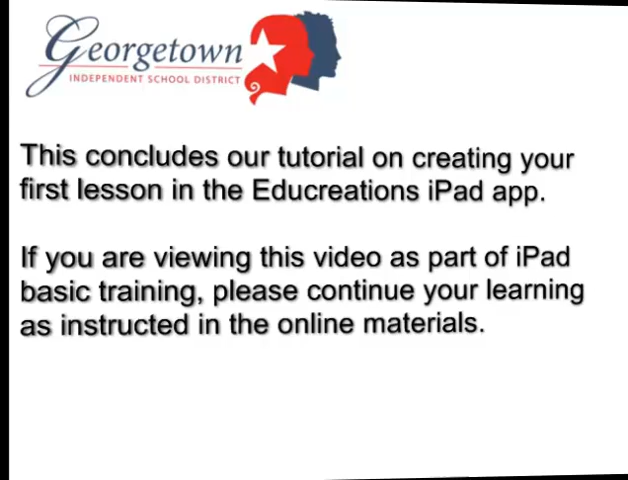 Georgetown
INDEPENDENT SCHOOL DISTRICT
This concludes our tutorial on creating your
first lesson in the Educreations iPad app.
If you are viewing this video as part of iPad
basic training, please continue your learning
as instructed in the online materials.